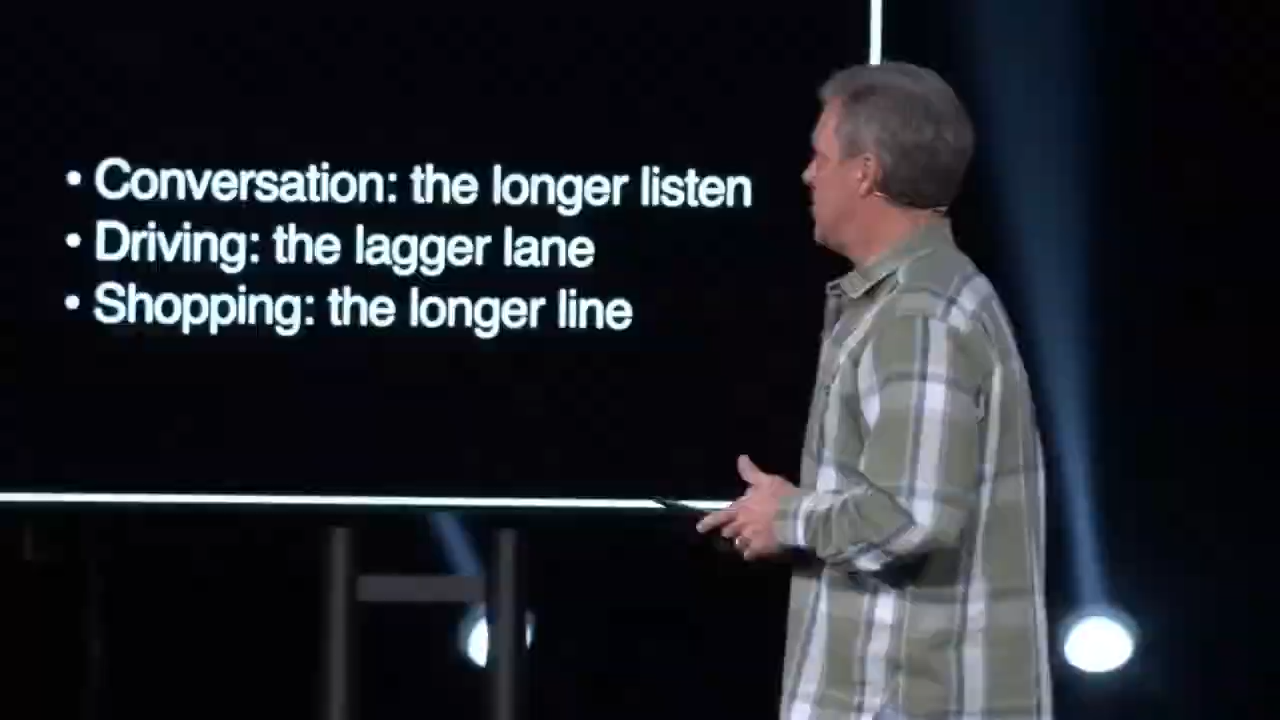 • Conversation: the longer listen
• Driving: the lagger lane
• Shopping: the longer line